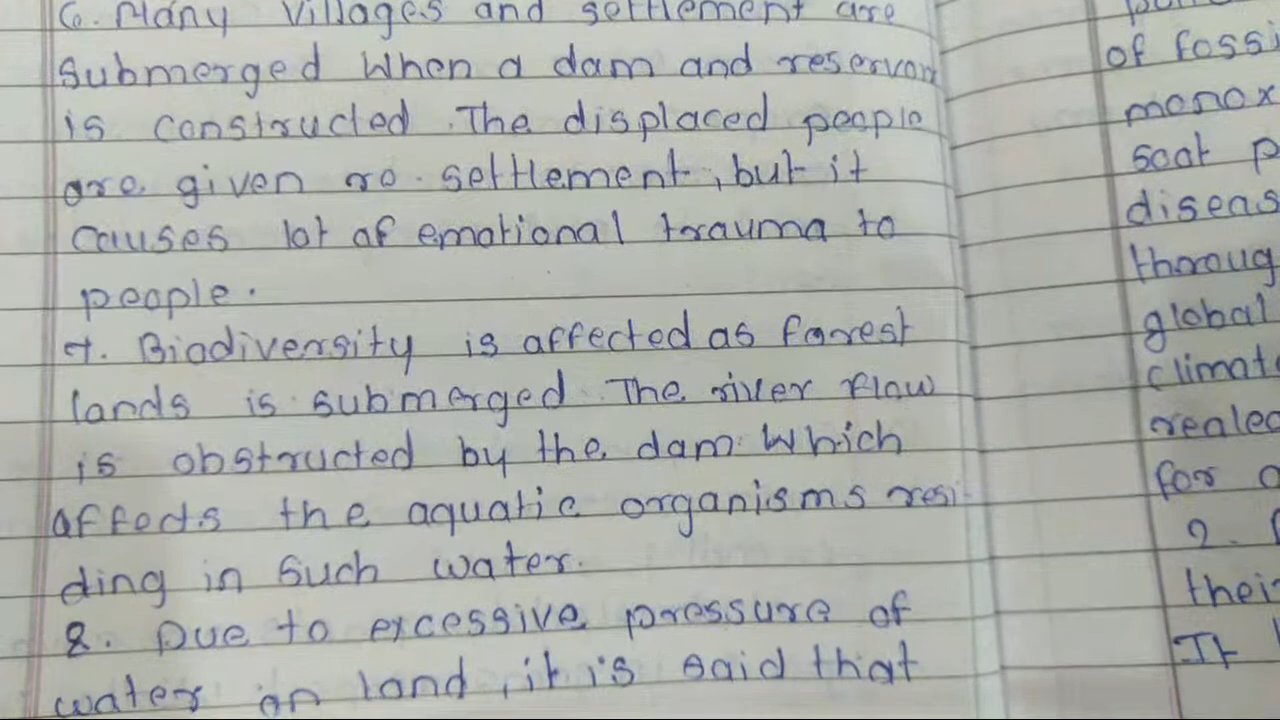 6. Many villages and settlement are
submerged when a dam and reservoir
is constructed. The displaced people
are given re-settlement, but it
causes lot of emotional trauma to
people.
7. Biodiversity is affected as forest
lands is submerged. The river flow
is obstructed by the dam which
affects the aquatic organisms resi-
ding in such water.
8. Due to excessive pressure of
water on land, it is said that
of fossi
monox
soot p
diseas
throug
global
climate
for
2.
their
It